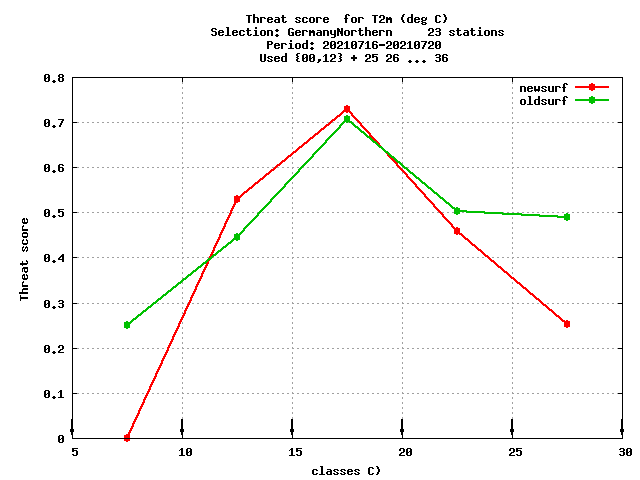 Threat score  for T2m (deg C)
Selection: GermanyNorthern     23 stations
Period: 20210716-20210720
Used {00,12} + 25 26 ... 36
newsurf
oldsurf
0.8
0.7
0.6
0.5
0.4
0.3
0.2
0.1
0
Threat score
5 10 15 20 25 30
classes C)